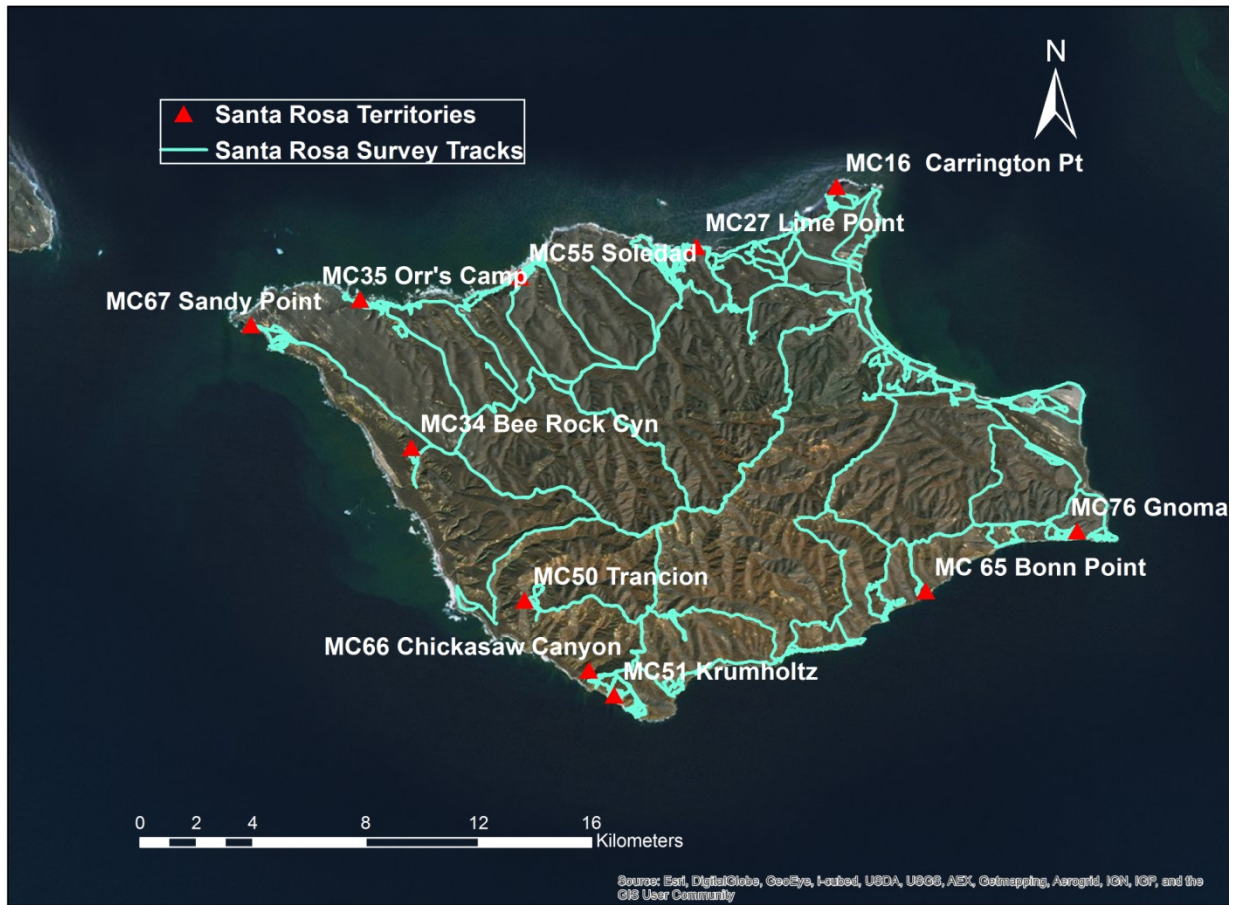 N
Santa Rosa Territories
Santa Rosa Survey Tracks
MC16  Carrington Pt
MC27 Lime Point
MC55 Soledad
MC35 Orr's Camp
MC67 Sandy Point
MC34 Bee Rock Cyn
MC76 Gnoma
MC 65 Bonn Point
MC50 Trancion
MC66 Chickasaw Canyon
MC51 Krumholtz
0 2 4 8 12 16
Kilometers
Source: Esri, DigitalGlobe, GeoEye, i-cubed, USDA, USGS, AEX, Getmapping, Aerogrid, IGN, IGP, and the
GIS User Community